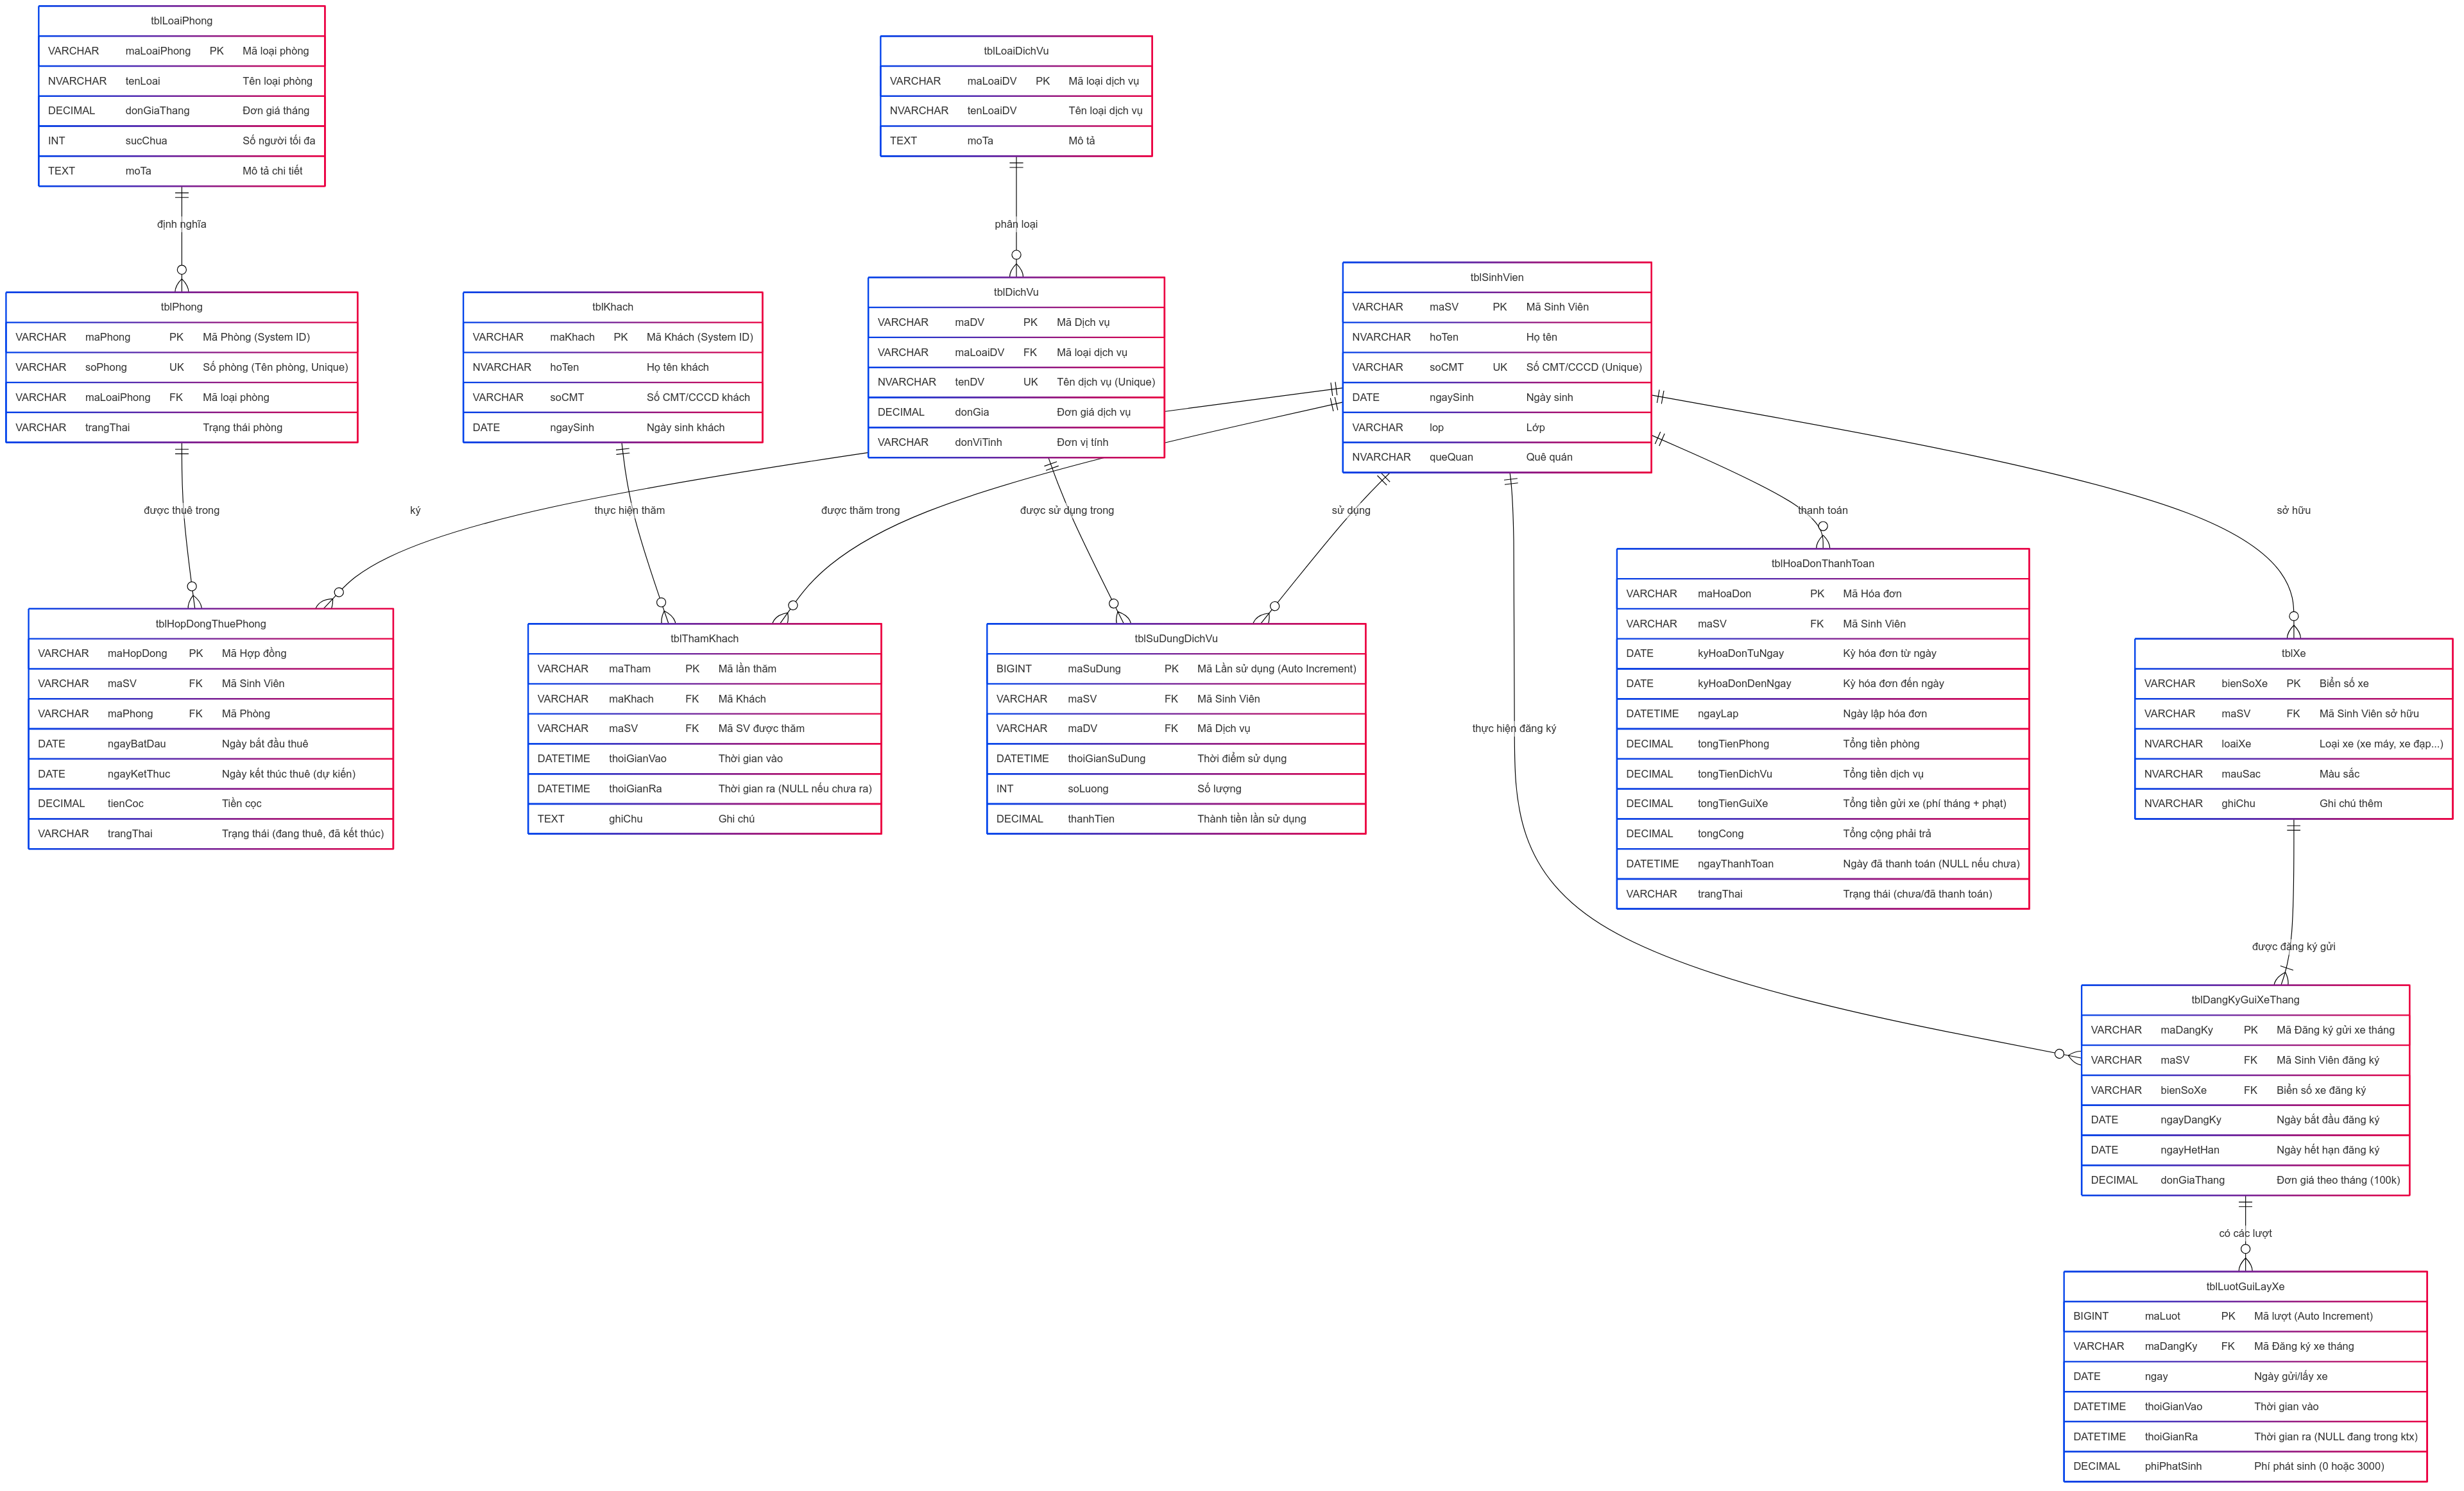 tblLoaiPhong
VARCHAR maLoaiPhong PK Mã loại phòng
NVARCHAR tenLoai Tên loại phòng
DECIMAL donGiaThang Đơn giá tháng
INT sucChua Số người tối đa
TEXT moTa Mô tả chi tiết
tblLoaiDichVu
VARCHAR maLoaiDV PK Mã loại dịch vụ
NVARCHAR tenLoaiDV Tên loại dịch vụ
TEXT moTa Mô tả
định nghĩa
phân loại
tblPhong
VARCHAR maPhong PK Mã Phòng (System ID)
VARCHAR soPhong UK Số phòng (Tên phòng, Unique)
VARCHAR maLoaiPhong FK Mã loại phòng
VARCHAR trangThai Trạng thái phòng
tblKhach
VARCHAR maKhach PK Mã Khách (System ID)
NVARCHAR hoTen Họ tên khách
VARCHAR soCMT Số CMT/CCCD khách
DATE ngaySinh Ngày sinh khách
tblDichVu
VARCHAR maDV PK Mã Dịch vụ
VARCHAR maLoaiDV FK Mã loại dịch vụ
NVARCHAR tenDV UK Tên dịch vụ (Unique)
DECIMAL donGia Đơn giá dịch vụ
VARCHAR donViTinh Đơn vị tính
tblSinhVien
VARCHAR maSV PK Mã Sinh Viên
NVARCHAR hoTen Họ tên
VARCHAR soCMT UK Số CMT/CCCD (Unique)
DATE ngaySinh Ngày sinh
VARCHAR lop Lớp
NVARCHAR queQuan Quê quán
được thuê trong
ký
thực hiện thăm
được thăm trong
được sử dụng trong
sử dụng
thanh toán
sở hữu
tblHopDongThuePhong
VARCHAR maHopDong PK Mã Hợp đồng
VARCHAR maSV FK Mã Sinh Viên
VARCHAR maPhong FK Mã Phòng
DATE ngayBatDau Ngày bắt đầu thuê
DATE ngayKetThuc Ngày kết thúc thuê (dự kiến)
DECIMAL tienCoc Tiền cọc
VARCHAR trangThai Trạng thái (đang thuê, đã kết thúc)
tblThamKhach
VARCHAR maTham PK Mã lần thăm
VARCHAR maKhach FK Mã Khách
VARCHAR maSV FK Mã SV được thăm
DATETIME thoiGianVao Thời gian vào
DATETIME thoiGianRa Thời gian ra (NULL nếu chưa ra)
TEXT ghiChu Ghi chú
tblSuDungDichVu
BIGINT maSuDung PK Mã Lần sử dụng (Auto Increment)
VARCHAR maSV FK Mã Sinh Viên
VARCHAR maDV FK Mã Dịch vụ
DATETIME thoiGianSuDung Thời điểm sử dụng
INT soLuong Số lượng
DECIMAL thanhTien Thành tiền lần sử dụng
thực hiện đăng ký
tblHoaDonThanhToan
VARCHAR maHoaDon PK Mã Hóa đơn
VARCHAR maSV FK Mã Sinh Viên
DATE kyHoaDonTuNgay Kỳ hóa đơn từ ngày
DATE kyHoaDonDenNgay Kỳ hóa đơn đến ngày
DATETIME ngayLap Ngày lập hóa đơn
DECIMAL tongTienPhong Tổng tiền phòng
DECIMAL tongTienDichVu Tổng tiền dịch vụ
DECIMAL tongTienGuiXe Tổng tiền gửi xe (phí tháng + phạt)
DECIMAL tongCong Tổng cộng phải trả
DATETIME ngayThanhToan Ngày đã thanh toán (NULL nếu chưa)
VARCHAR trangThai Trạng thái (chưa/đã thanh toán)
tblXe
VARCHAR bienSoXe PK Biển số xe
VARCHAR maSV FK Mã Sinh Viên sở hữu
NVARCHAR loaiXe Loại xe (xe máy, xe đạp...)
NVARCHAR mauSac Màu sắc
NVARCHAR ghiChu Ghi chú thêm
được đăng ký gửi
tblDangKyGuiXeThang
VARCHAR maDangKy PK Mã Đăng ký gửi xe tháng
VARCHAR maSV FK Mã Sinh Viên đăng ký
VARCHAR bienSoXe FK Biển số xe đăng ký
DATE ngayDangKy Ngày bắt đầu đăng ký
DATE ngayHetHan Ngày hết hạn đăng ký
DECIMAL donGiaThang Đơn giá theo tháng (100k)
có các lượt
tblLuotGuiLayXe
BIGINT maLuot PK Mã lượt (Auto Increment)
VARCHAR maDangKy FK Mã Đăng ký xe tháng
DATE ngay Ngày gửi/lấy xe
DATETIME thoiGianVao Thời gian vào
DATETIME thoiGianRa Thời gian ra (NULL đang trong ktx)
DECIMAL phiPhatSinh Phí phát sinh (0 hoặc 3000)